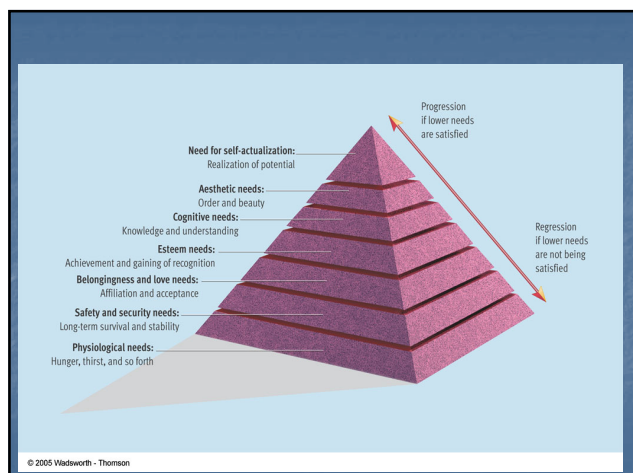 Progression
if lower needs
are satisfied
Need for self-actualization:
Realization of potential
Aesthetic needs:
Order and beauty
Cognitive needs:
Knowledge and understanding
Esteem needs:
Achievement and gaining of recognition
Belongingness and love needs:
Affiliation and acceptance
Safety and security needs:
Long-term survival and stability
Physiological needs:
Hunger, thirst, and so forth
Regression
if lower needs
are not being
satisfied
© 2005 Wadsworth - Thomson